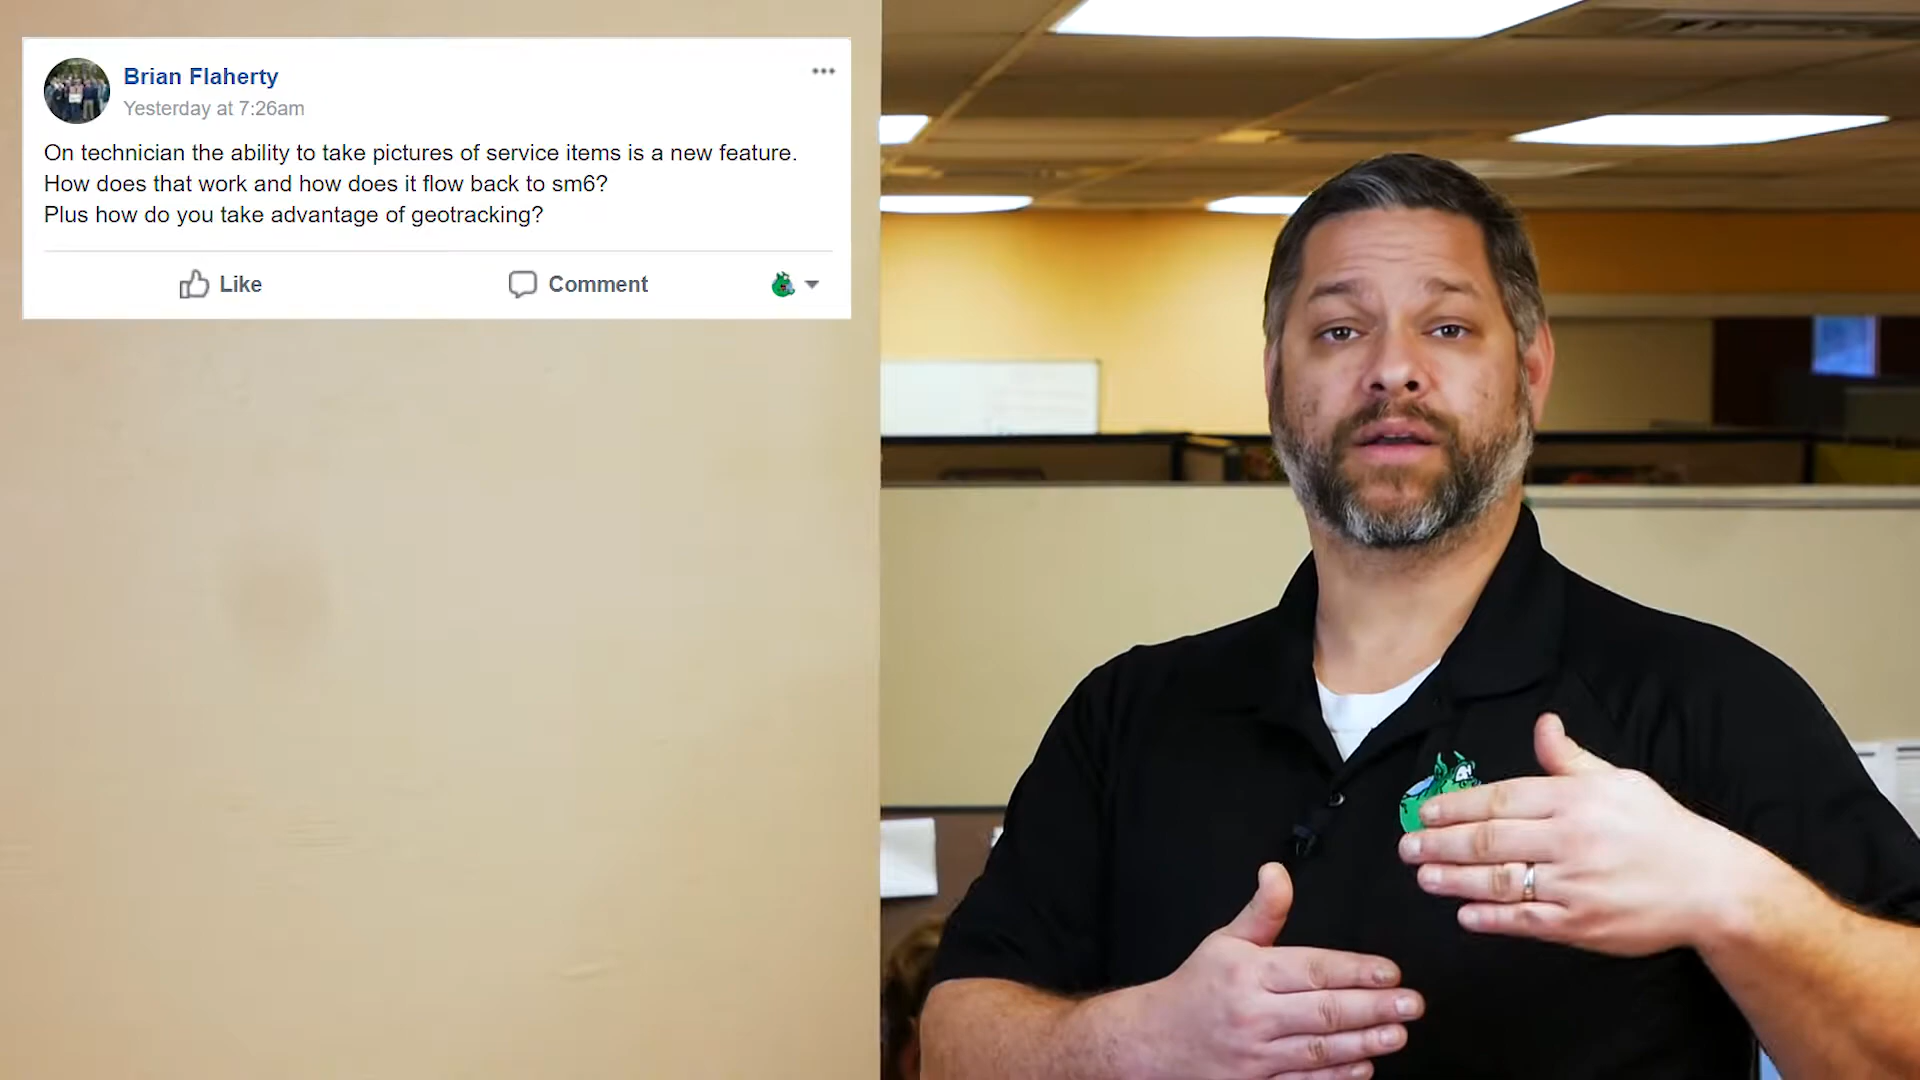 Brian Flaherty
Yesterday at 7:26am
On technician the ability to take pictures of service items is a new feature.
How does that work and how does it flow back to sm6?
Plus how do you take advantage of geotracking?
Like
Comment